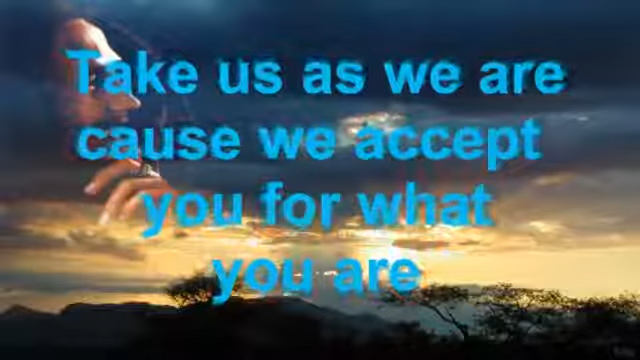 Take us as we are
cause we accept
you for what
you are